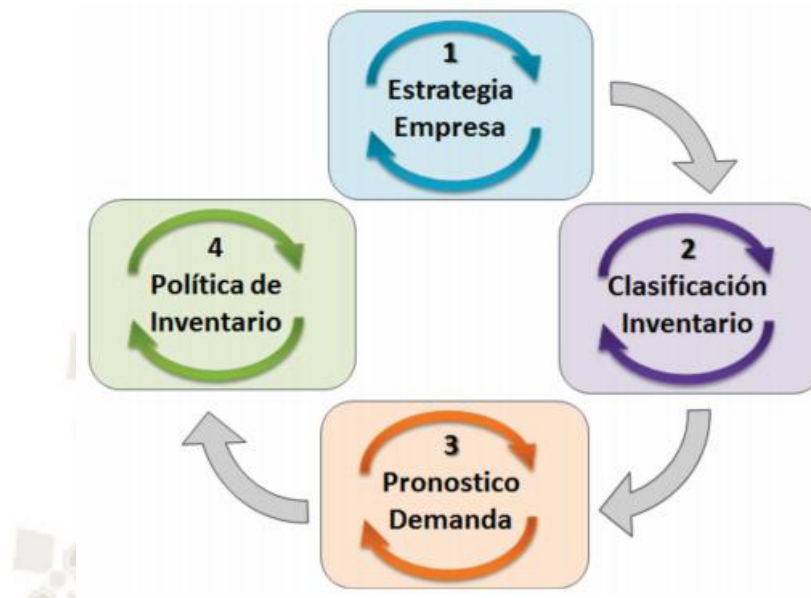 1
Estrategia
Empresa
2
Clasificación
Inventario
3
Pronostico
Demanda
4
Política de
Inventario